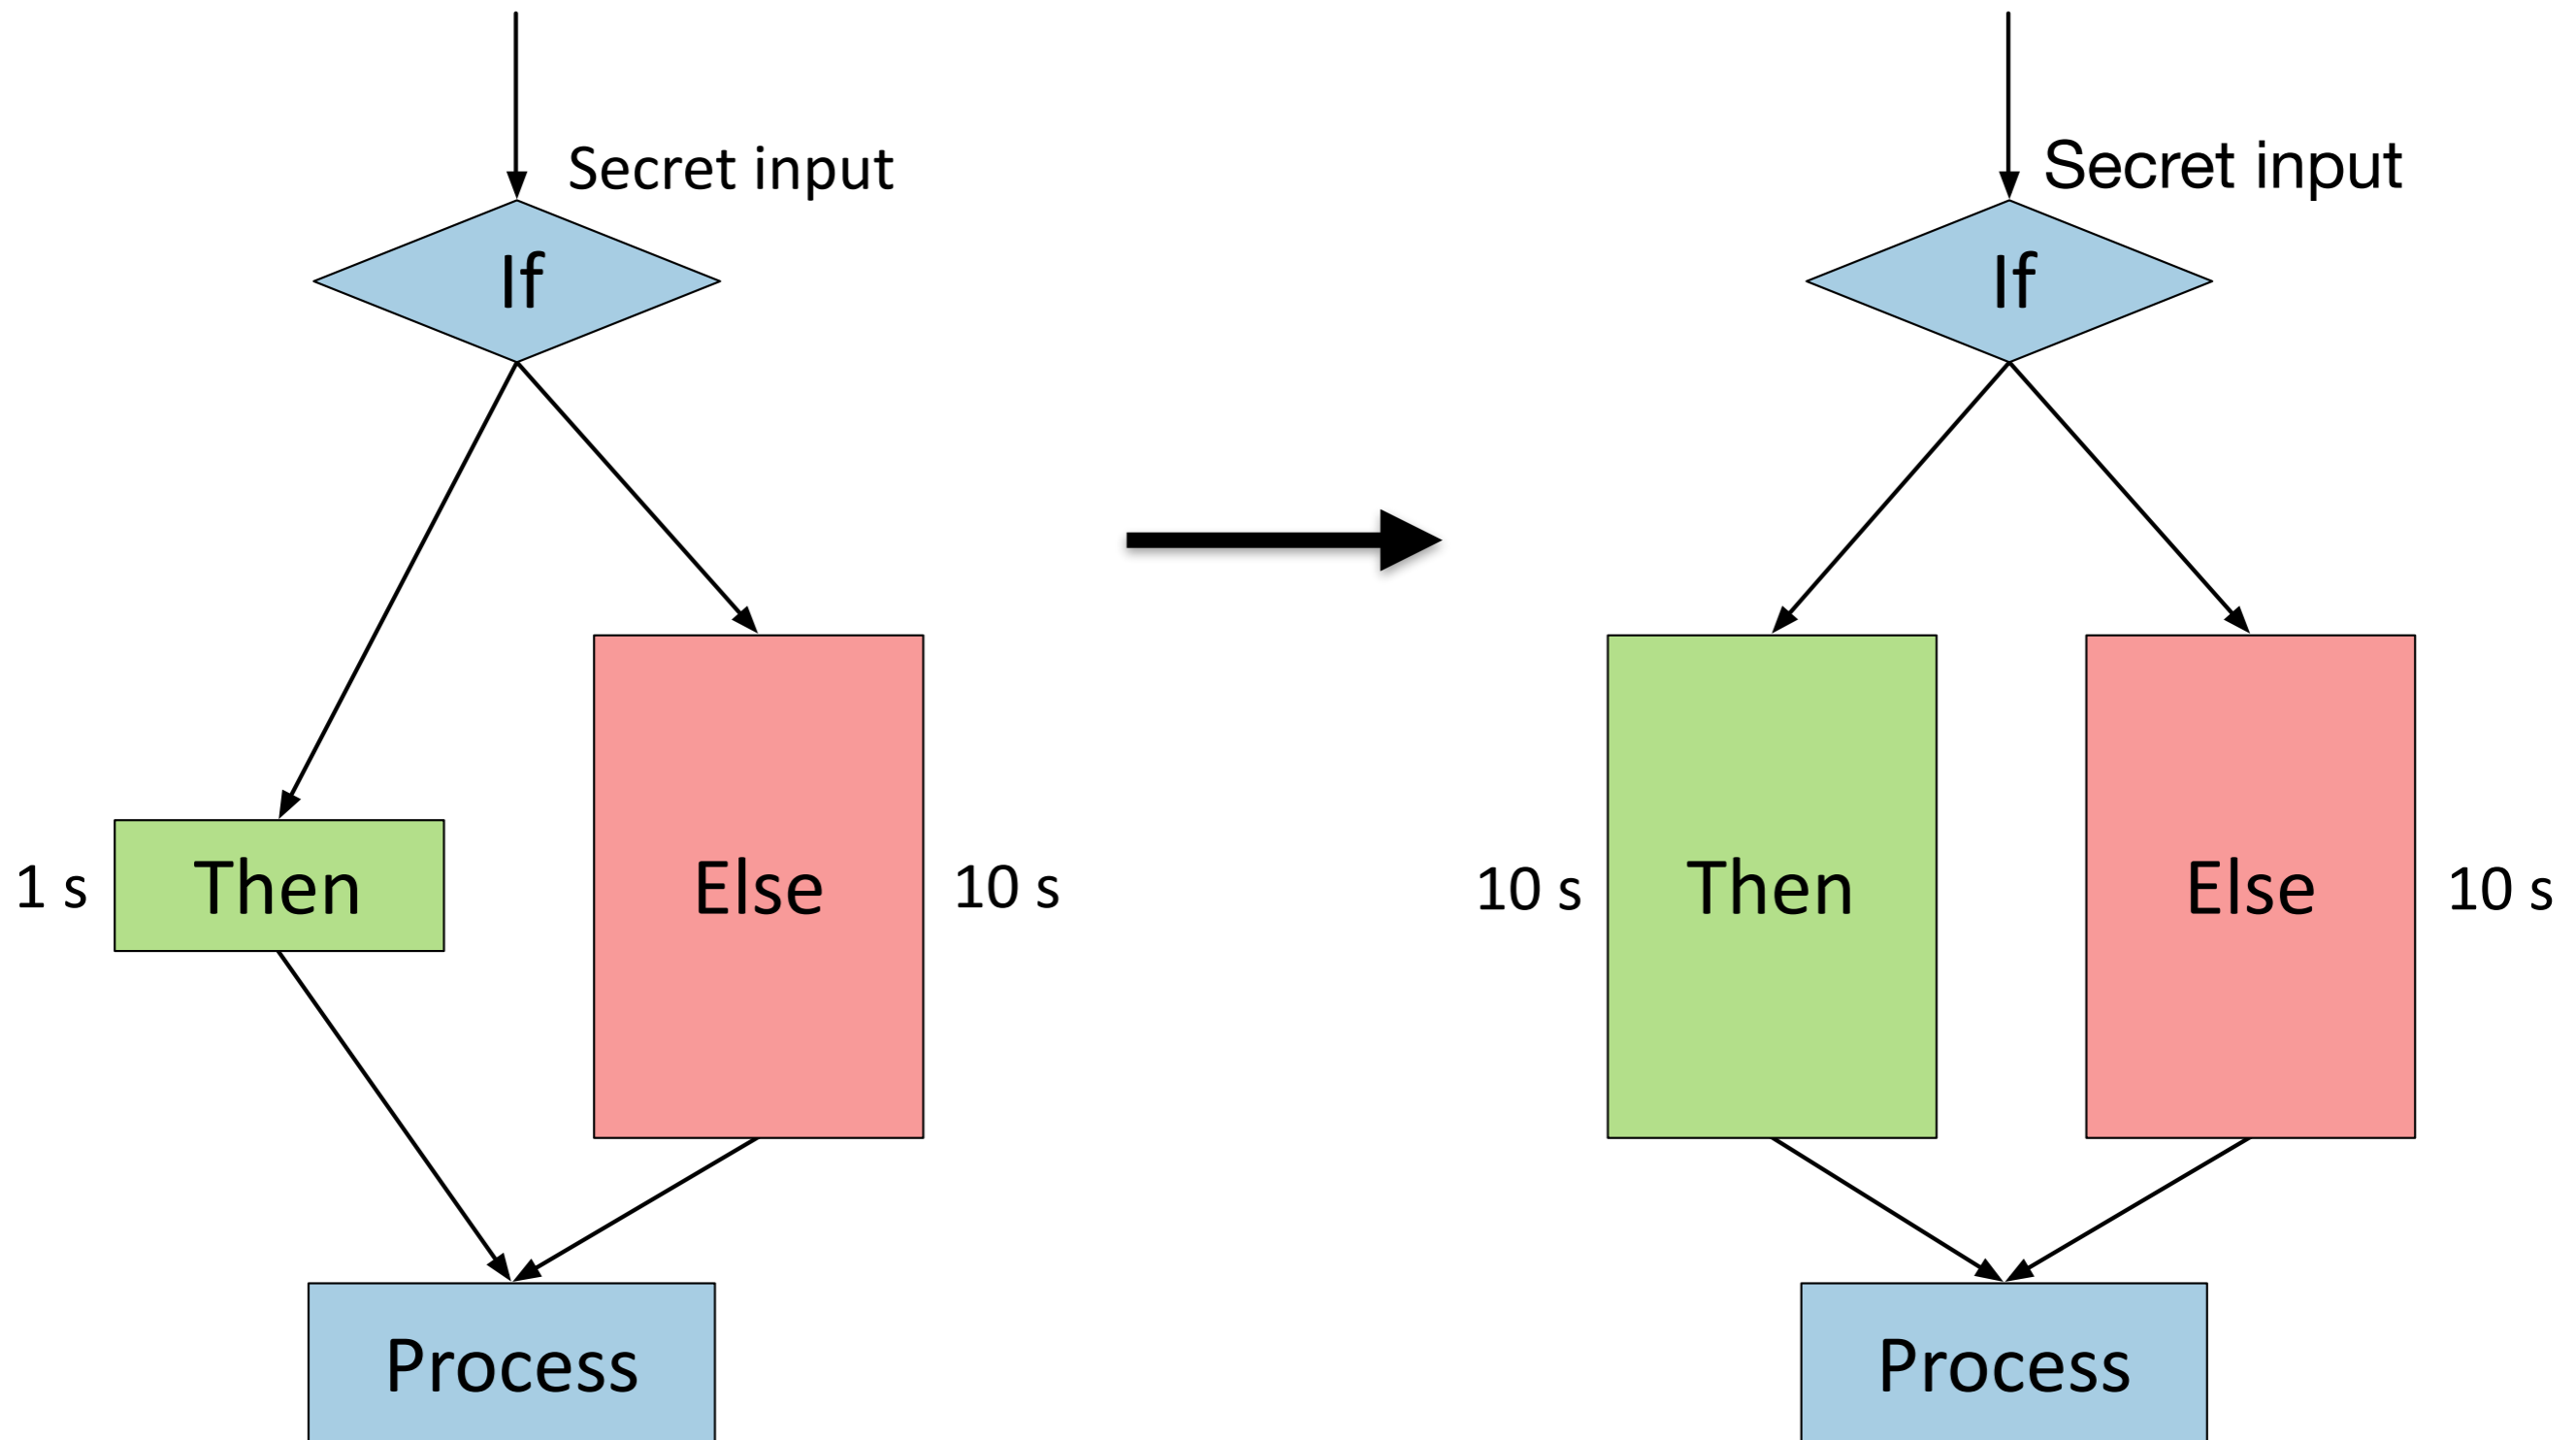 Secret input
If
1 s
Then
Else
10 s
Process
Secret input
If
10 s
Then
Else
10 s
Process